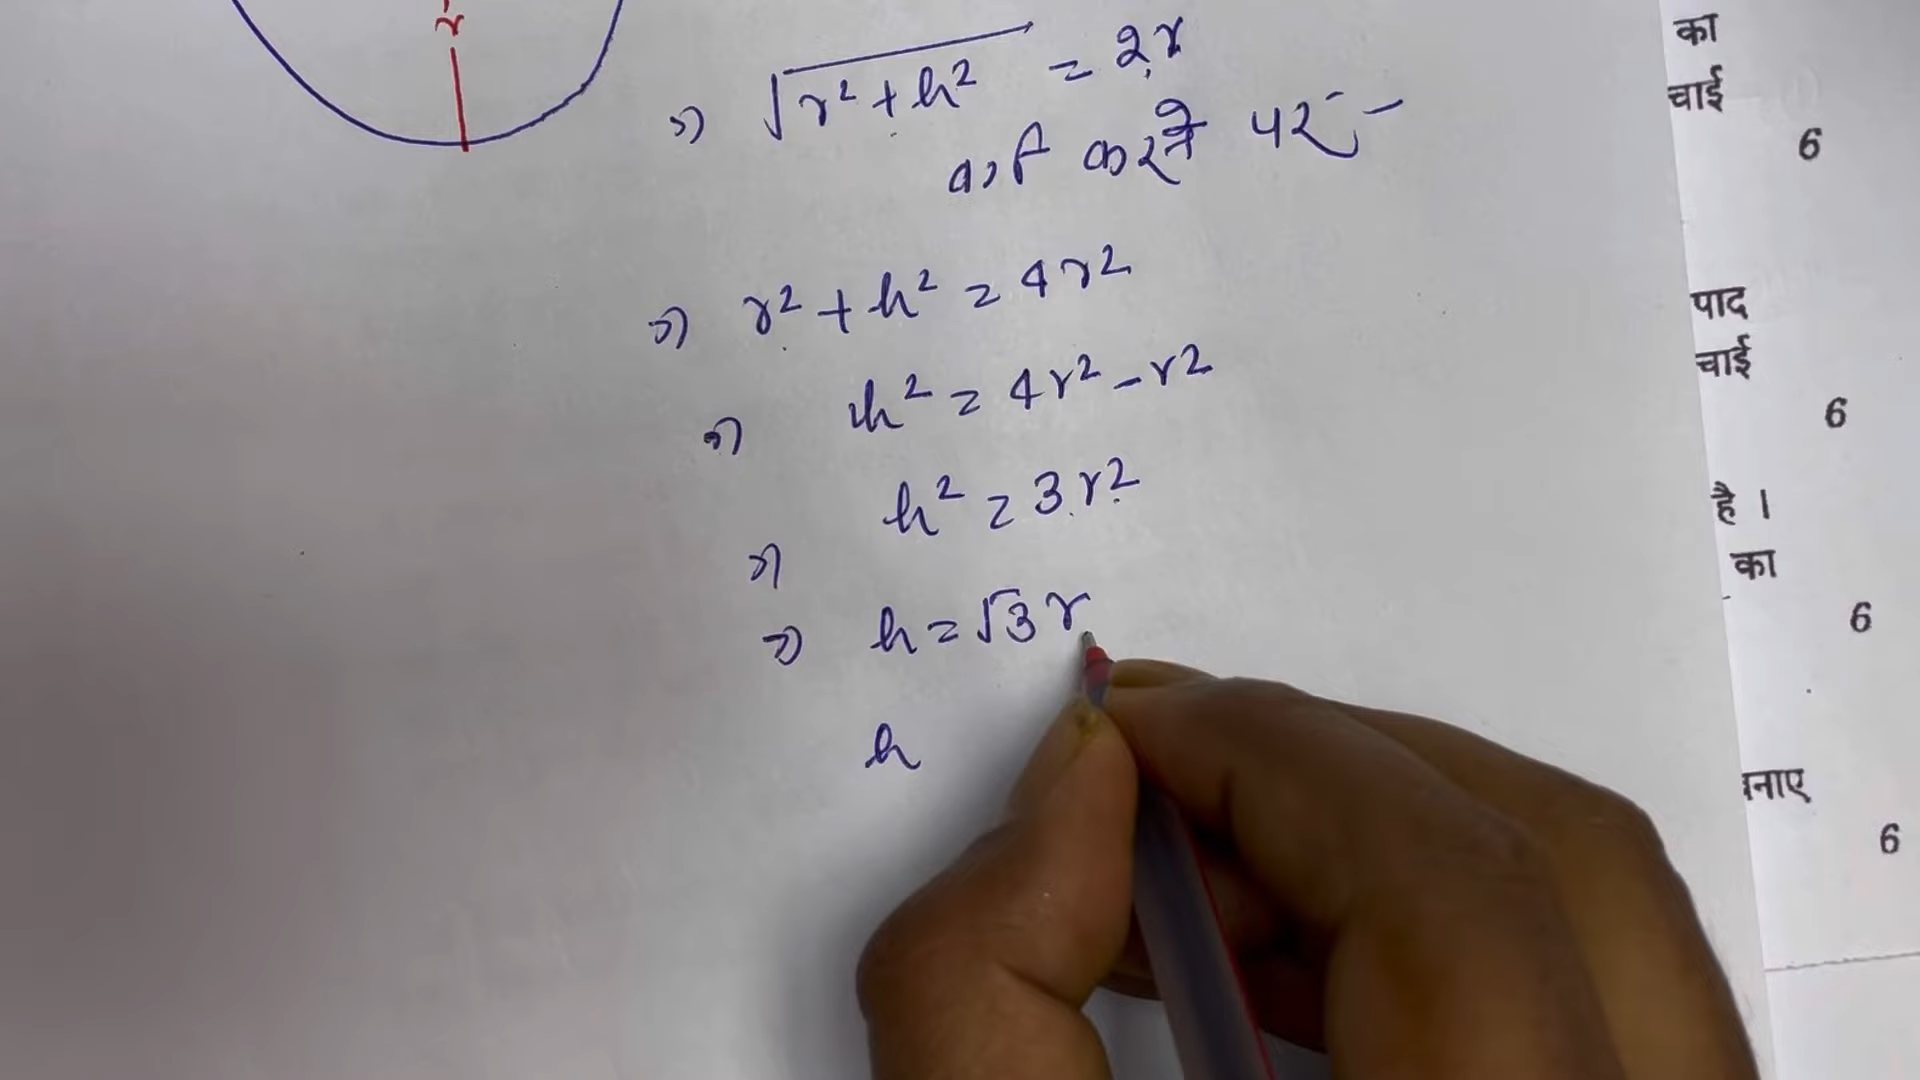 r
√r² + h² = 2r
वर्ग करने पर :-
⇒ r² + h² = 4r²
⇒ h² = 4r² - r²
⇒ h² = 3r²
⇒ h = √3 r
h
का
चाई
6
पाद
चाई
6
है ।
का
6
बनाए
6